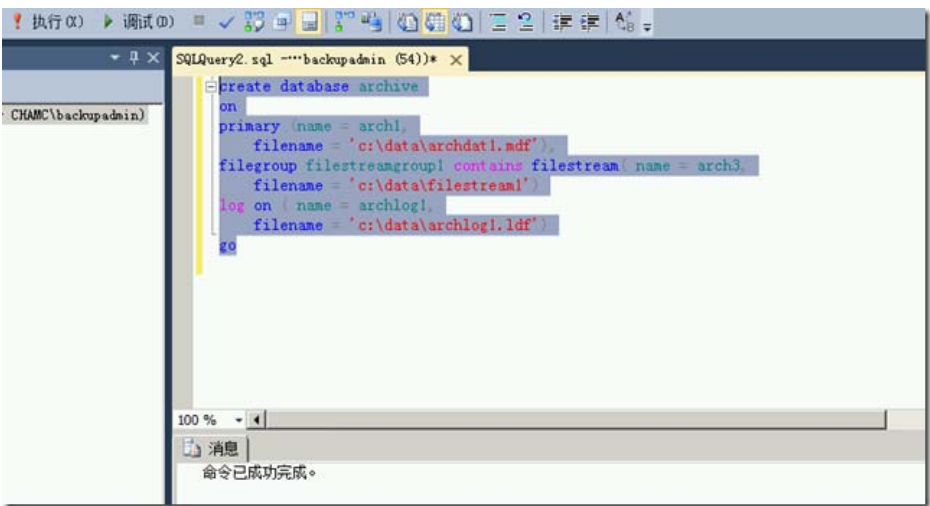 执行(X) 调试(D)
SQLQuery2.sql -...backupadmin (54))*
CHAMC\backupadmin)
create database archive
on
primary (name = arch1,
filename = 'c:\data\archdat1.mdf'),
filegroup filestreamgroup1 contains filestream( name = arch3,
filename = 'c:\data\filestream1')
log on ( name = archlog1,
filename = 'c:\data\archlog1.ldf')
go
100 %
消息
命令已成功完成。